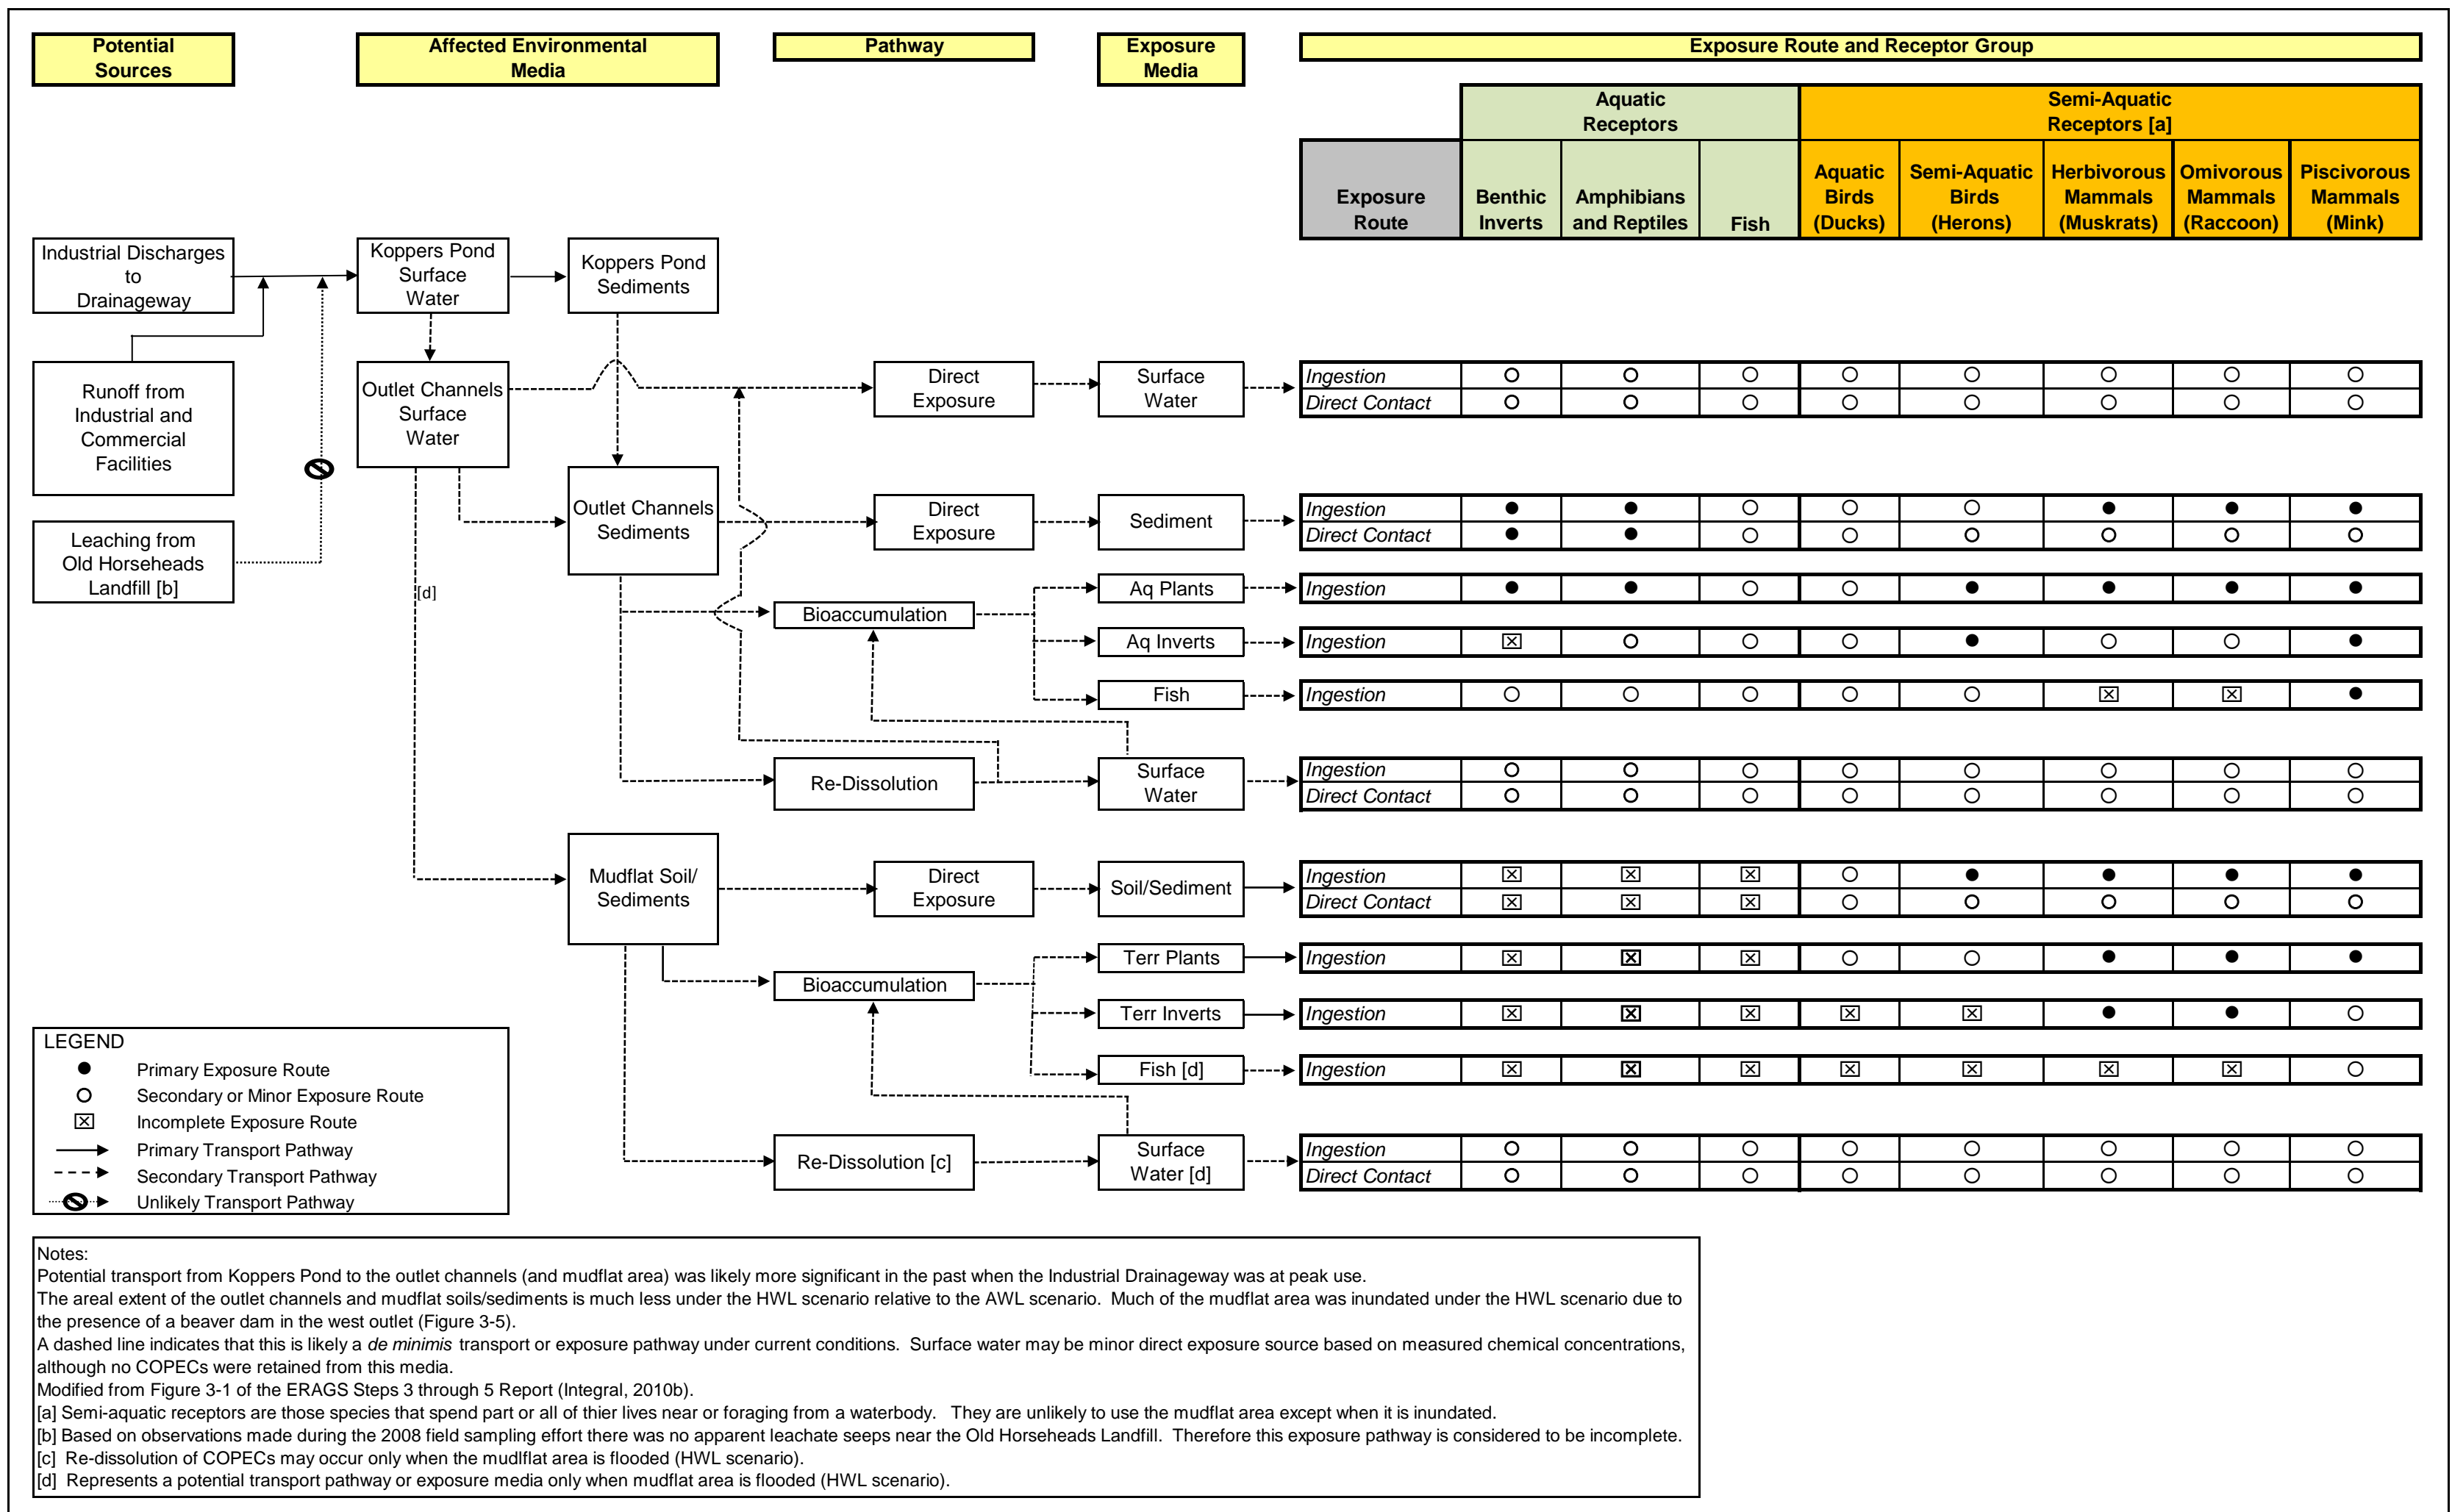 Potential
Sources
Affected Environmental
Media
Pathway
Exposure
Media
Exposure Route and Receptor Group
Aquatic
Receptors
Semi-Aquatic
Receptors [a]
Exposure
Route
Benthic
Inverts
Amphibians
and Reptiles
Fish
Aquatic
Birds
(Ducks)
Semi-Aquatic
Birds
(Herons)
Herbivorous
Mammals
(Muskrats)
Omivorous
Mammals
(Raccoon)
Piscivorous
Mammals
(Mink)
Industrial Discharges
to
Drainageway
Koppers Pond
Surface
Water
Koppers Pond
Sediments
Runoff from
Industrial and
Commercial
Facilities
Outlet Channels
Surface
Water
Direct
Exposure
Surface
Water
Ingestion
Direct Contact
Leaching from
Old Horseheads
Landfill [b]
[d]
Outlet Channels
Sediments
Direct
Exposure
Sediment
Ingestion
Direct Contact
Bioaccumulation
Aq Plants
Ingestion
Aq Inverts
Ingestion
Fish
Ingestion
Re-Dissolution
Surface
Water
Ingestion
Direct Contact
Mudflat Soil/
Sediments
Direct
Exposure
Soil/Sediment
Ingestion
Direct Contact
Bioaccumulation
Terr Plants
Ingestion
Terr Inverts
Ingestion
Fish [d]
Ingestion
Re-Dissolution [c]
Surface
Water [d]
Ingestion
Direct Contact
LEGEND
Primary Exposure Route
Secondary or Minor Exposure Route
Incomplete Exposure Route
Primary Transport Pathway
Secondary Transport Pathway
Unlikely Transport Pathway
Notes:
Potential transport from Koppers Pond to the outlet channels (and mudflat area) was likely more significant in the past when the Industrial Drainageway was at peak use.
The areal extent of the outlet channels and mudflat soils/sediments is much less under the HWL scenario relative to the AWL scenario. Much of the mudflat area was inundated under the HWL scenario due to
the presence of a beaver dam in the west outlet (Figure 3-5).
A dashed line indicates that this is likely a de minimis transport or exposure pathway under current conditions. Surface water may be minor direct exposure source based on measured chemical concentrations,
although no COPECs were retained from this media.
Modified from Figure 3-1 of the ERAGS Steps 3 through 5 Report (Integral, 2010b).
[a] Semi-aquatic receptors are those species that spend part or all of thier lives near or foraging from a waterbody. They are unlikely to use the mudflat area except when it is inundated.
[b] Based on observations made during the 2008 field sampling effort there was no apparent leachate seeps near the Old Horseheads Landfill. Therefore this exposure pathway is considered to be incomplete.
[c] Re-dissolution of COPECs may occur only when the mudlflat area is flooded (HWL scenario).
[d] Represents a potential transport pathway or exposure media only when mudflat area is flooded (HWL scenario).